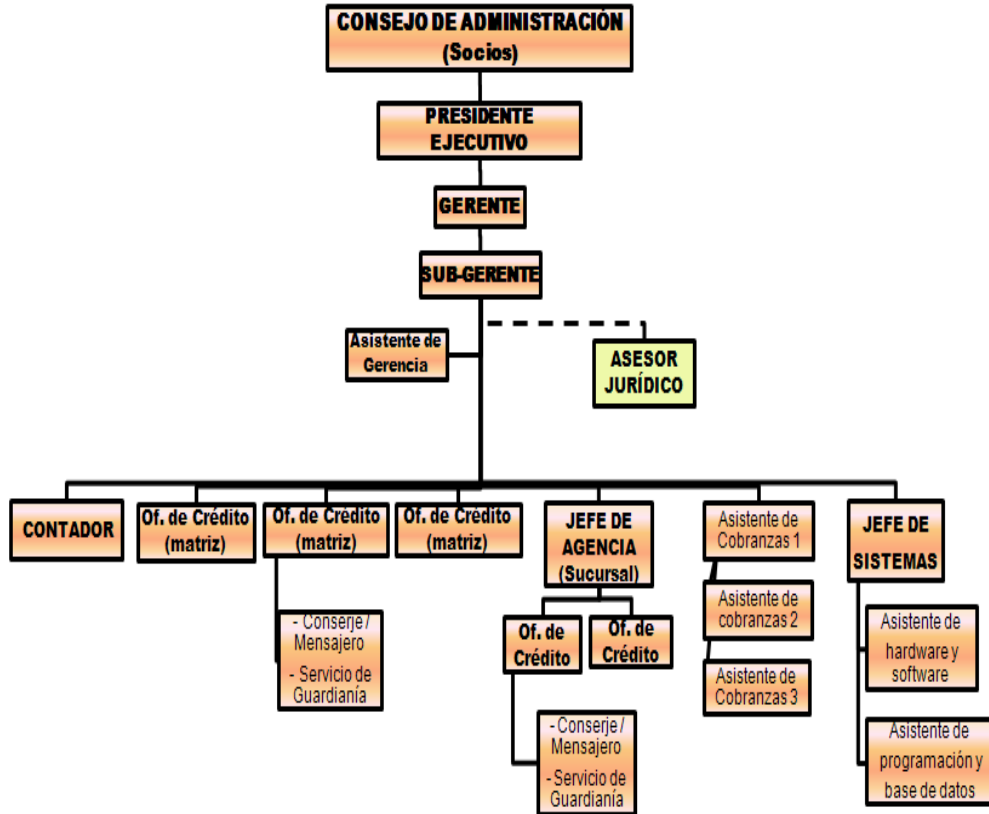 CONSEJO DE ADMINISTRACIÓN
(Socios)
PRESIDENTE
EJECUTIVO
GERENTE
SUB-GERENTE
Asistente de
Gerencia
ASESOR
JURÍDICO
CONTADOR
Of. de Crédito
(matriz)
Of. de Crédito
(matriz)
Of. de Crédito
(matriz)
JEFE DE
AGENCIA
(Sucursal)
Asistente de
Cobranzas 1
JEFE DE
SISTEMAS
- Conserje /
Mensajero
- Servicio de
Guardianía
Of. de
Crédito
Of. de
Crédito
- Conserje /
Mensajero
- Servicio de
Guardianía
Asistente de
cobranzas 2
Asistente de
Cobranzas 3
Asistente de
hardware y
software
Asistente de
programación y
base de datos